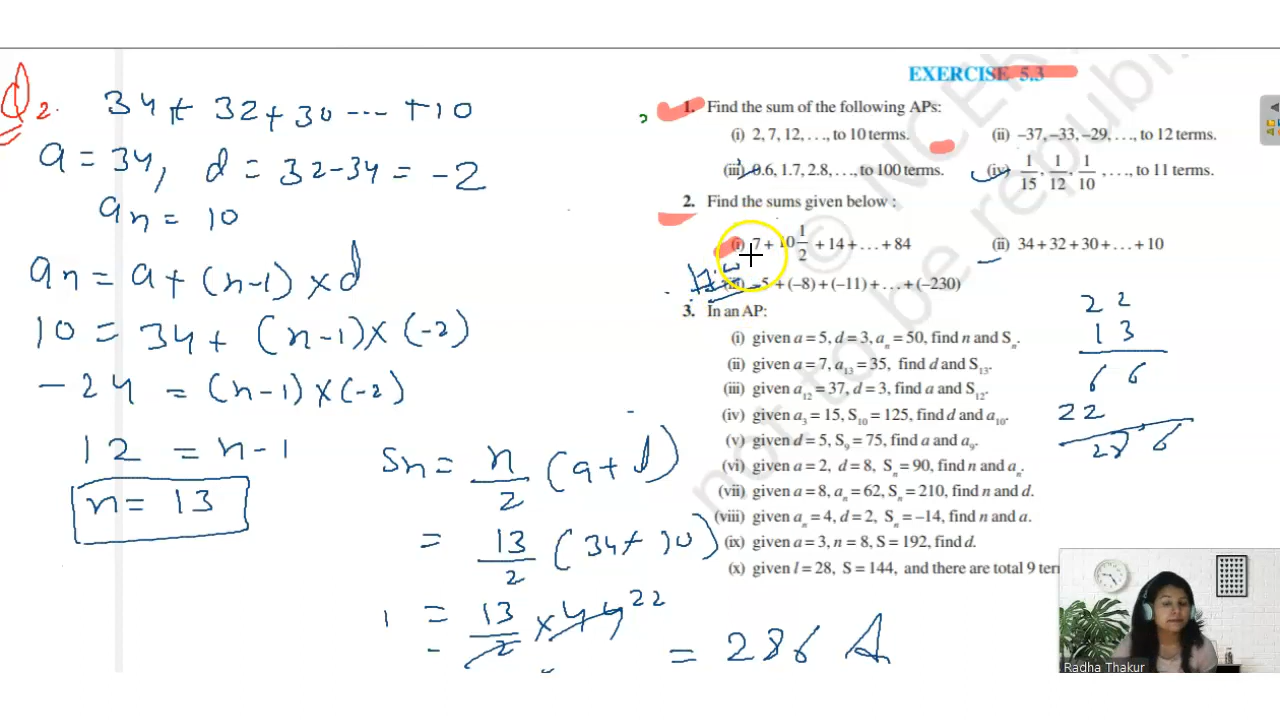 2. 34 + 32 + 30 ... + 10
a = 34, d = 32 - 34 = -2
an = 10
an = a + (n-1) × d
10 = 34 + (n-1) × (-2)
-24 = (n-1) × (-2)
12 = n - 1
n = 13
Sn = n/2 (a + l)
= 13/2 (34 + 10)
= 13/2 × 44 22
= 286 A
EXERCISE 5.3
1. Find the sum of the following APs:
(i) 2, 7, 12, . . ., to 10 terms. (ii) –37, –33, –29, . . ., to 12 terms.
(iii) 0.6, 1.7, 2.8, . . ., to 100 terms. (iv) 1/15, 1/12, 1/10, . . ., to 11 terms.
2. Find the sums given below :
(i) 7 + 10 1/2 + 14 + . . . + 84 (ii) 34 + 32 + 30 + . . . + 10
(iii) –5 + (–8) + (–11) + . . . + (–230)
3. In an AP:
(i) given a = 5, d = 3, aₙ = 50, find n and Sₙ.
(ii) given a = 7, a₁₃ = 35, find d and S₁₃.
(iii) given a₁₂ = 37, d = 3, find a and S₁₂.
(iv) given a₃ = 15, S₁₀ = 125, find d and a₁₀.
(v) given d = 5, S₉ = 75, find a and a₉.
(vi) given a = 2, d = 8, Sₙ = 90, find n and aₙ.
(vii) given a = 8, aₙ = 62, Sₙ = 210, find n and d.
(viii) given aₙ = 4, d = 2, Sₙ = –14, find n and a.
(ix) given a = 3, n = 8, S = 192, find d.
(x) given l = 28, S = 144, and there are total 9 ter
22
13
66
22
286
© NCER
not to be republi
Radha Thakur